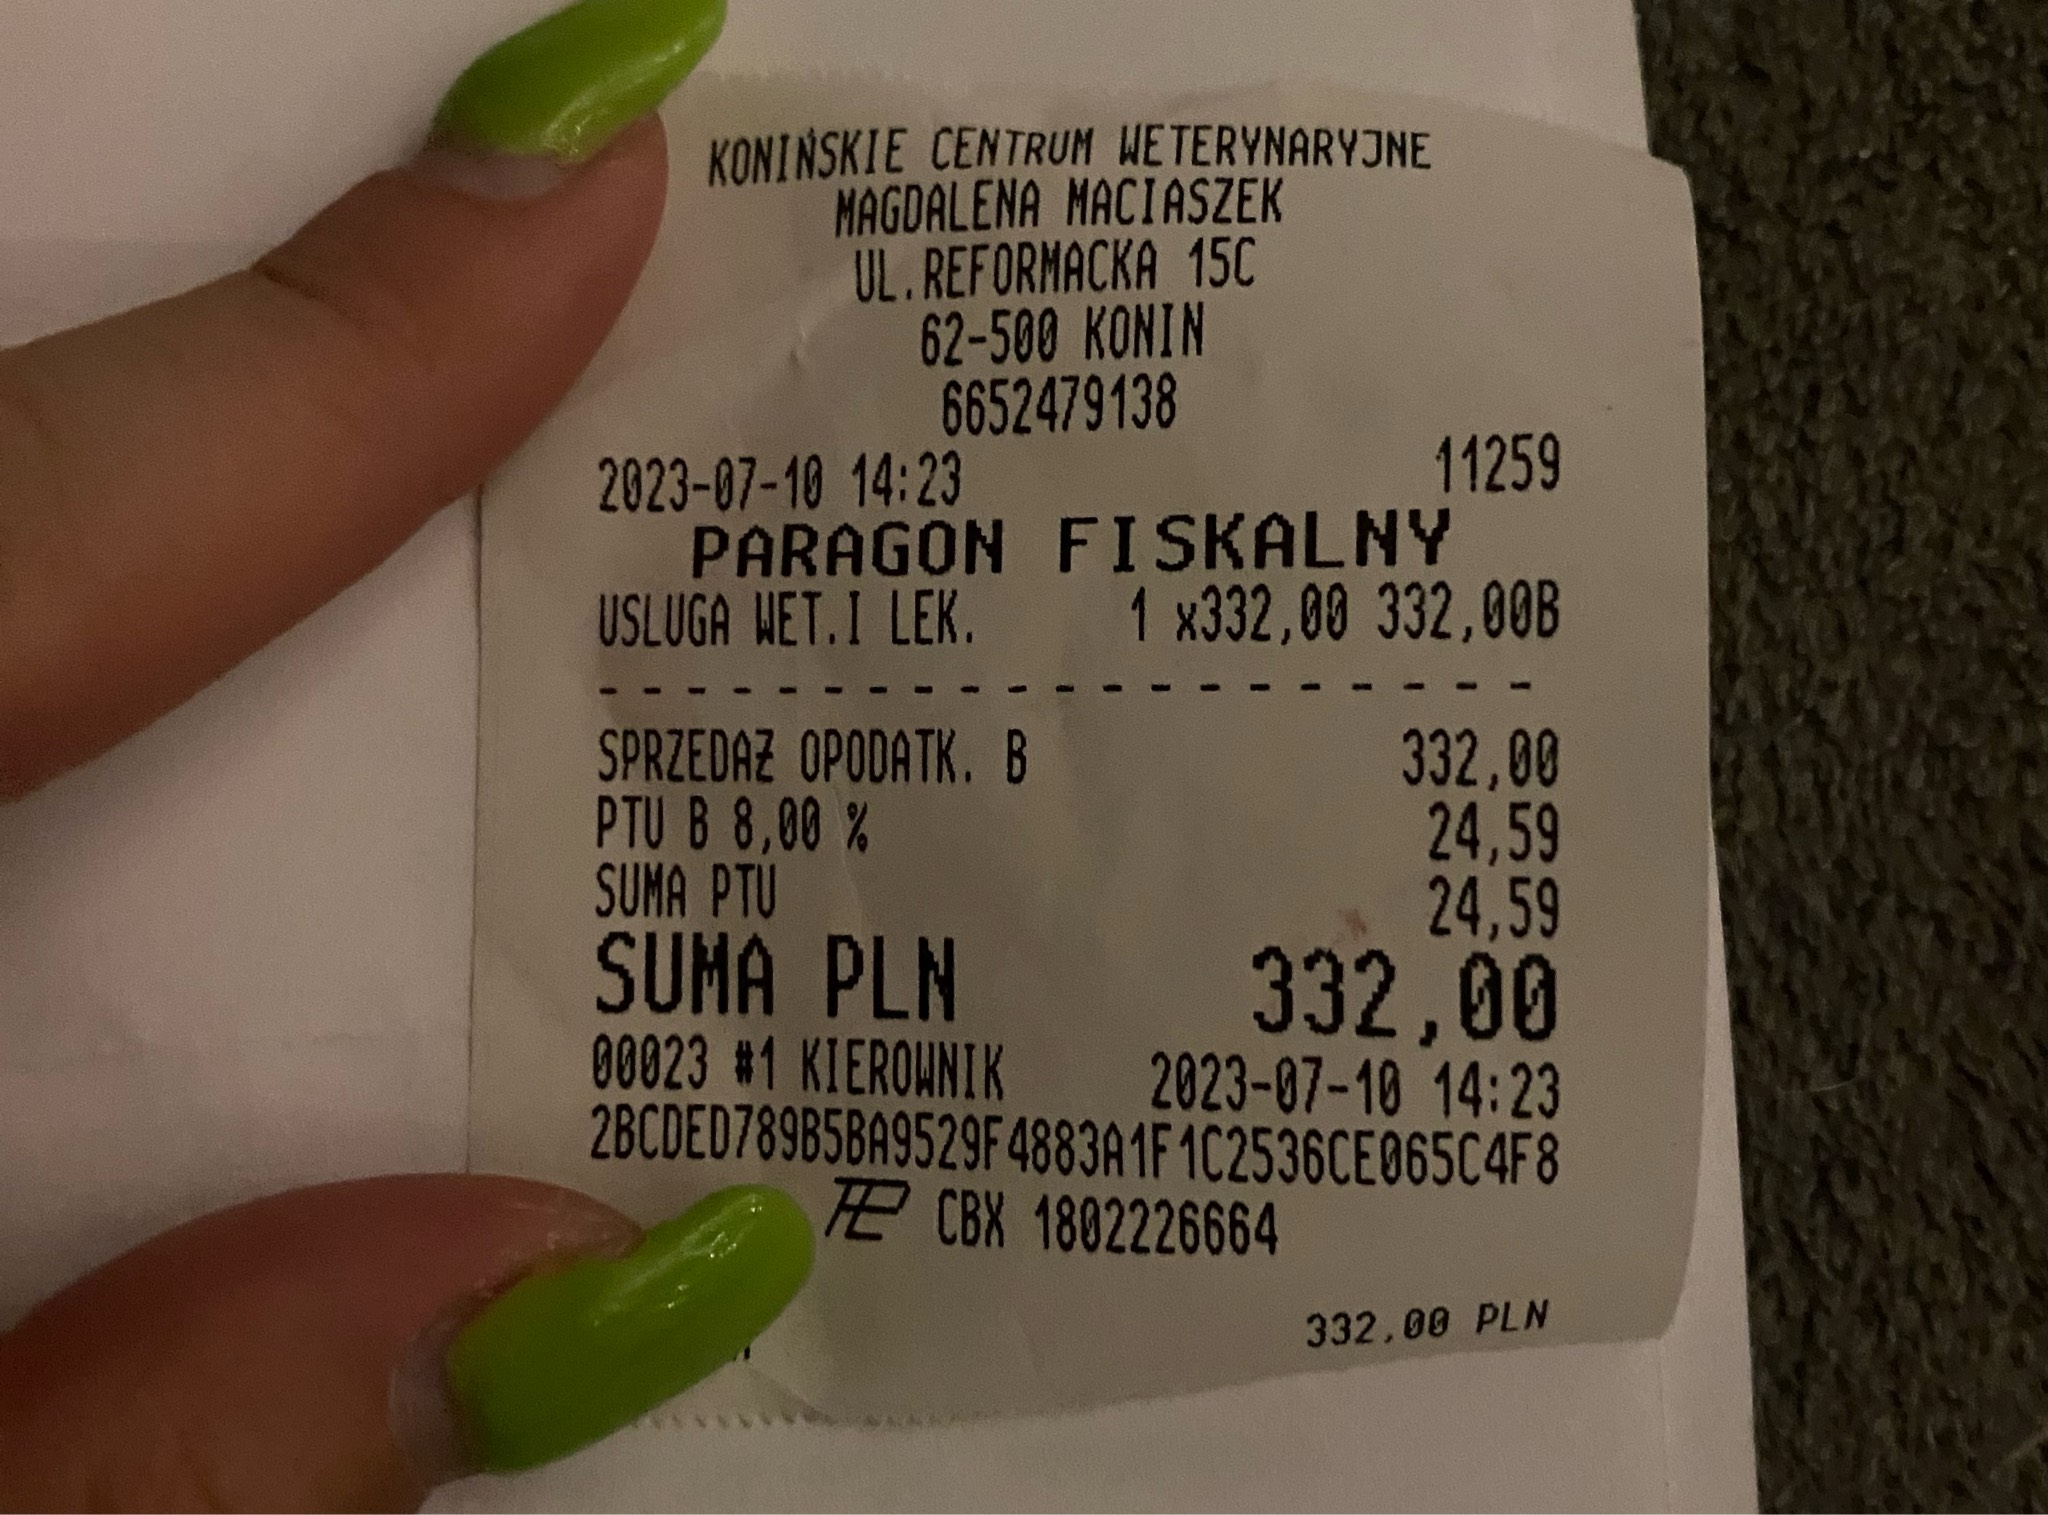 KONIŃSKIE CENTRUM WETERYNARYJNE
MAGDALENA MACIASZEK
UL.REFORMACKA 15C
62-500 KONIN
6652479138
2023-07-10 14:23 11259
PARAGON FISKALNY
USLUGA WET.I LEK. 1 x332,00 332,00B
- - - - - - - - - - - - - - - - - - - - -
SPRZEDAŻ OPODATK. B 332,00
PTU B 8,00 % 24,59
SUMA PTU 24,59
SUMA PLN 332,00
00023 #1 KIEROWNIK 2023-07-10 14:23
2BCDED789B5BA9529F4883A1F1C2536CE065C4F8
CBX 1802226664
332,00 PLN